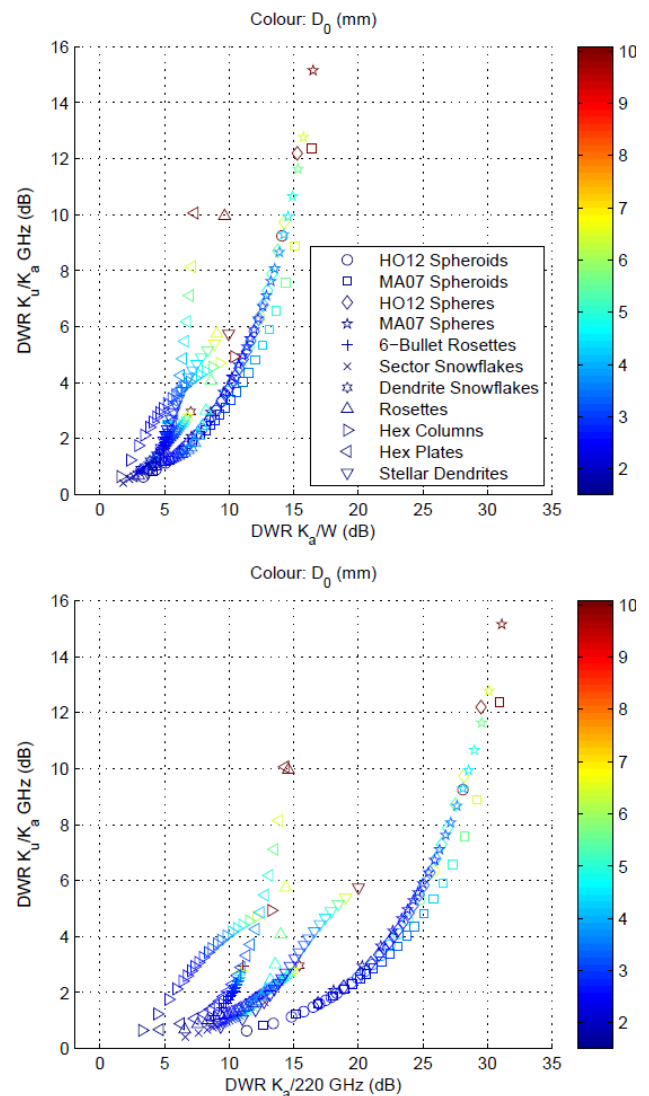 Colour: D0 (mm)
16
14
12
10
8
6
4
2
0
DWR Ku/Ka GHz (dB)
0 5 10 15 20 25 30 35
DWR Ka/W (dB)
HO12 Spheroids
MA07 Spheroids
HO12 Spheres
MA07 Spheres
6−Bullet Rosettes
Sector Snowflakes
Dendrite Snowflakes
Rosettes
Hex Columns
Hex Plates
Stellar Dendrites
10
9
8
7
6
5
4
3
2
Colour: D0 (mm)
16
14
12
10
8
6
4
2
0
DWR Ku/Ka GHz (dB)
0 5 10 15 20 25 30 35
DWR Ka/220 GHz (dB)
10
9
8
7
6
5
4
3
2